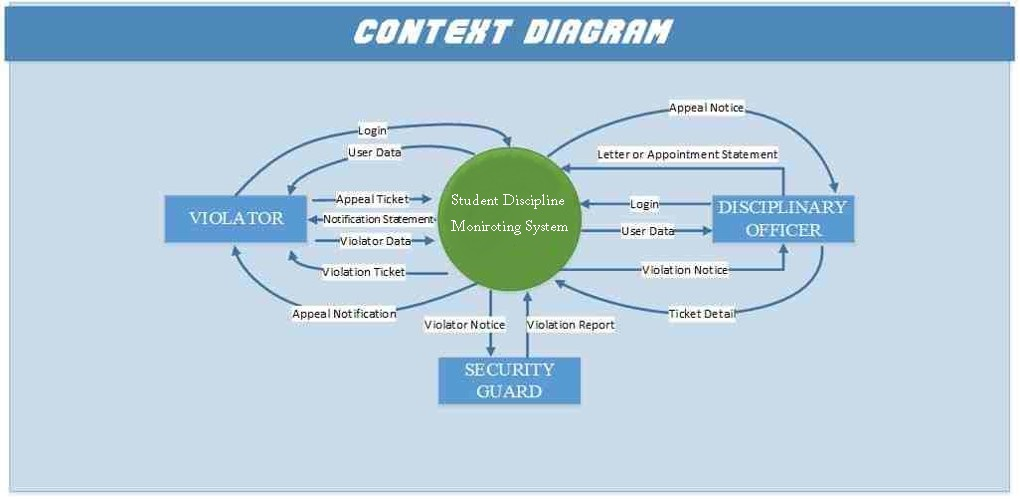 CONTEXT DIAGRAM
Appeal Notice
Login
User Data
Letter or Appointment Statement
Appeal Ticket
Student Discipline
Login
DISCIPLINARY
VIOLATOR
Notification Statement
Moniroting System
User Data
OFFICER
Violator Data
Violation Ticket
Violation Notice
Appeal Notification
Ticket Detail
Violator Notice
Violation Report
SECURITY
GUARD